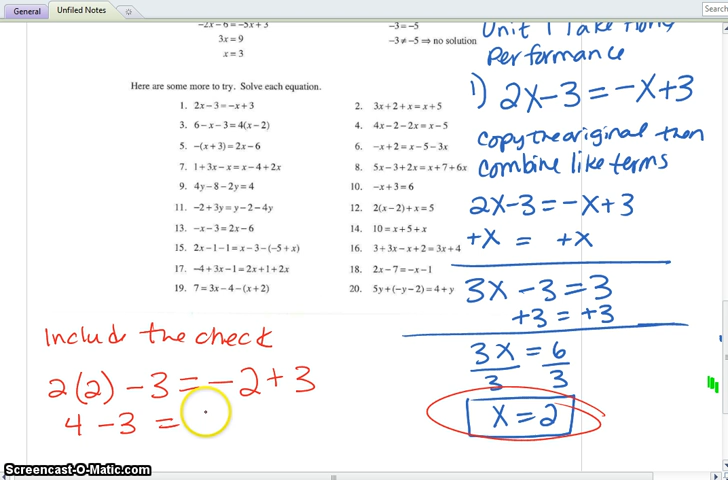 General Unfiled Notes
Search
-2x - 6 = -5x + 3
3x = 9
x = 3
-3 = -5
-3 ≠ -5 ⇒ no solution
Here are some more to try. Solve each equation.
1. 2x - 3 = -x + 3
2. 3x + 2 + x = x + 5
3. 6 - x - 3 = 4(x - 2)
4. 4x - 2 - 2x = x - 5
5. -(x + 3) = 2x - 6
6. -x + 2 = x - 5 - 3x
7. 1 + 3x - x = x - 4 + 2x
8. 5x - 3 + 2x = x + 7 + 6x
9. 4y - 8 - 2y = 4
10. -x + 3 = 6
11. -2 + 3y = y - 2 - 4y
12. 2(x - 2) + x = 5
13. -x - 3 = 2x - 6
14. 10 = x + 5 + x
15. 2x - 1 - 1 = x - 3 - (-5 + x)
16. 3 + 3x - x + 2 = 3x + 4
17. -4 + 3x - 1 = 2x + 1 + 2x
18. 2x - 7 = -x - 1
19. 7 = 3x - 4 - (x + 2)
20. 5y + (-y - 2) = 4 + y
Unit 1 Take Home
Performance
1) 2x - 3 = -x + 3
copy the original then
combine like terms
2x - 3 = -x + 3
+x = +x
3x - 3 = 3
+3 = +3
3x = 6
3 3
x = 2
Include the check
2(2) - 3 = -2 + 3
4 - 3 =
Screencast-O-Matic.com